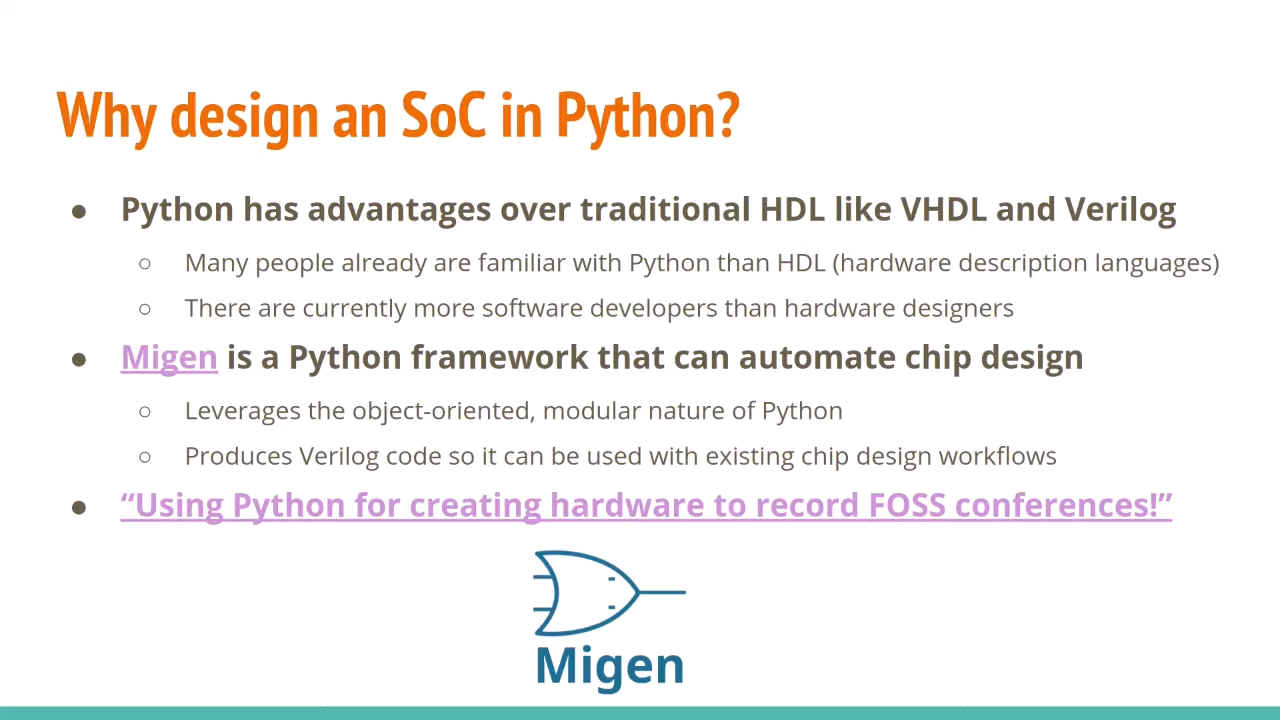 Why design an SoC in Python?
● Python has advantages over traditional HDL like VHDL and Verilog
○ Many people already are familiar with Python than HDL (hardware description languages)
○ There are currently more software developers than hardware designers
● Migen is a Python framework that can automate chip design
○ Leverages the object-oriented, modular nature of Python
○ Produces Verilog code so it can be used with existing chip design workflows
● “Using Python for creating hardware to record FOSS conferences!”
Migen